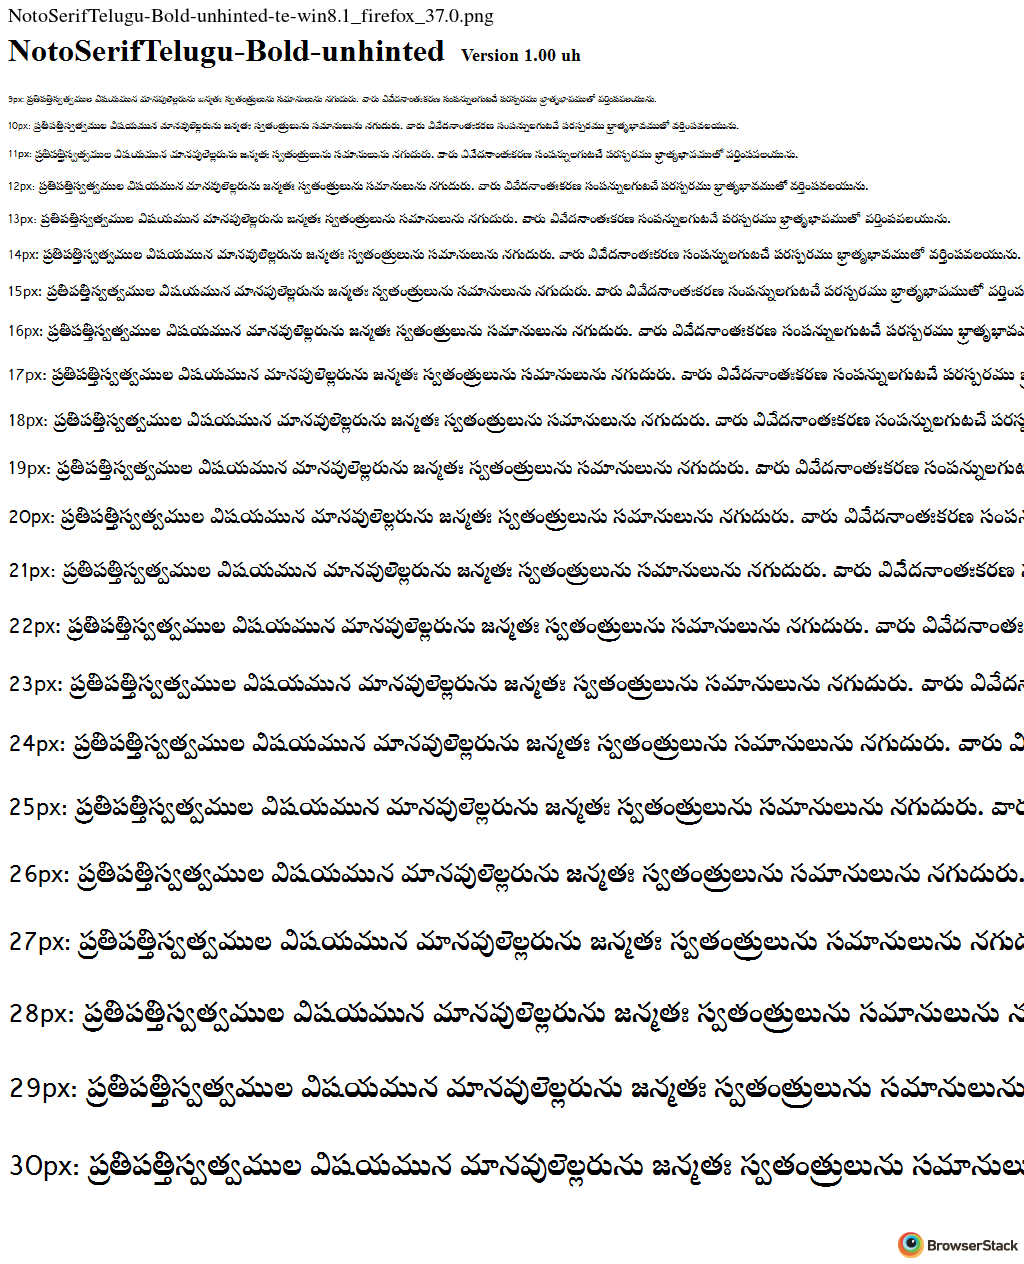 NotoSerifTelugu-Bold-unhinted-te-win8.1_firefox_37.0.png
NotoSerifTelugu-Bold-unhinted Version 1.00 uh
9px: ప్రతిపత్తిస్వత్వముల విషయమున మానవులెల్లరును జన్మతః స్వతంత్రులును సమానులును నగుదురు. వారు వివేదనాంతఃకరణ సంపన్నులగుటచే పరస్పరము భ్రాతృభావముతో వర్తింపవలయును.
10px: ప్రతిపత్తిస్వత్వముల విషయమున మానవులెల్లరును జన్మతః స్వతంత్రులును సమానులును నగుదురు. వారు వివేదనాంతఃకరణ సంపన్నులగుటచే పరస్పరము భ్రాతృభావముతో వర్తింపవలయును.
11px: ప్రతిపత్తిస్వత్వముల విషయమున మానవులెల్లరును జన్మతః స్వతంత్రులును సమానులును నగుదురు. వారు వివేదనాంతఃకరణ సంపన్నులగుటచే పరస్పరము భ్రాతృభావముతో వర్తింపవలయును.
12px: ప్రతిపత్తిస్వత్వముల విషయమున మానవులెల్లరును జన్మతః స్వతంత్రులును సమానులును నగుదురు. వారు వివేదనాంతఃకరణ సంపన్నులగుటచే పరస్పరము భ్రాతృభావముతో వర్తింపవలయును.
13px: ప్రతిపత్తిస్వత్వముల విషయమున మానవులెల్లరును జన్మతః స్వతంత్రులును సమానులును నగుదురు. వారు వివేదనాంతఃకరణ సంపన్నులగుటచే పరస్పరము భ్రాతృభావముతో వర్తింపవలయును.
14px: ప్రతిపత్తిస్వత్వముల విషయమున మానవులెల్లరును జన్మతః స్వతంత్రులును సమానులును నగుదురు. వారు వివేదనాంతఃకరణ సంపన్నులగుటచే పరస్పరము భ్రాతృభావముతో వర్తింపవలయును.
15px: ప్రతిపత్తిస్వత్వముల విషయమున మానవులెల్లరును జన్మతః స్వతంత్రులును సమానులును నగుదురు. వారు వివేదనాంతఃకరణ సంపన్నులగుటచే పరస్పరము భ్రాతృభావముతో వర్తింప
16px: ప్రతిపత్తిస్వత్వముల విషయమున మానవులెల్లరును జన్మతః స్వతంత్రులును సమానులును నగుదురు. వారు వివేదనాంతఃకరణ సంపన్నులగుటచే పరస్పరము భ్రాతృభావ
17px: ప్రతిపత్తిస్వత్వముల విషయమున మానవులెల్లరును జన్మతః స్వతంత్రులును సమానులును నగుదురు. వారు వివేదనాంతఃకరణ సంపన్నులగుటచే పరస్పరము
18px: ప్రతిపత్తిస్వత్వముల విషయమున మానవులెల్లరును జన్మతః స్వతంత్రులును సమానులును నగుదురు. వారు వివేదనాంతఃకరణ సంపన్నులగుటచే పరస్ప
19px: ప్రతిపత్తిస్వత్వముల విషయమున మానవులెల్లరును జన్మతః స్వతంత్రులును సమానులును నగుదురు. వారు వివేదనాంతఃకరణ సంపన్నులగుట
20px: ప్రతిపత్తిస్వత్వముల విషయమున మానవులెల్లరును జన్మతః స్వతంత్రులును సమానులును నగుదురు. వారు వివేదనాంతఃకరణ సంప
21px: ప్రతిపత్తిస్వత్వముల విషయమున మానవులెల్లరును జన్మతః స్వతంత్రులును సమానులును నగుదురు. వారు వివేదనాంతఃకరణ
22px: ప్రతిపత్తిస్వత్వముల విషయమున మానవులెల్లరును జన్మతః స్వతంత్రులును సమానులును నగుదురు. వారు వివేదనాంతః
23px: ప్రతిపత్తిస్వత్వముల విషయమున మానవులెల్లరును జన్మతః స్వతంత్రులును సమానులును నగుదురు. వారు వివేదన
24px: ప్రతిపత్తిస్వత్వముల విషయమున మానవులెల్లరును జన్మతః స్వతంత్రులును సమానులును నగుదురు. వారు వి
25px: ప్రతిపత్తిస్వత్వముల విషయమున మానవులెల్లరును జన్మతః స్వతంత్రులును సమానులును నగుదురు. వారు
26px: ప్రతిపత్తిస్వత్వముల విషయమున మానవులెల్లరును జన్మతః స్వతంత్రులును సమానులును నగుదురు.
27px: ప్రతిపత్తిస్వత్వముల విషయమున మానవులెల్లరును జన్మతః స్వతంత్రులును సమానులును నగుద
28px: ప్రతిపత్తిస్వత్వముల విషయమున మానవులెల్లరును జన్మతః స్వతంత్రులును సమానులును న
29px: ప్రతిపత్తిస్వత్వముల విషయమున మానవులెల్లరును జన్మతః స్వతంత్రులును సమానులును
30px: ప్రతిపత్తిస్వత్వముల విషయమున మానవులెల్లరును జన్మతః స్వతంత్రులును సమానులు
BrowserStack